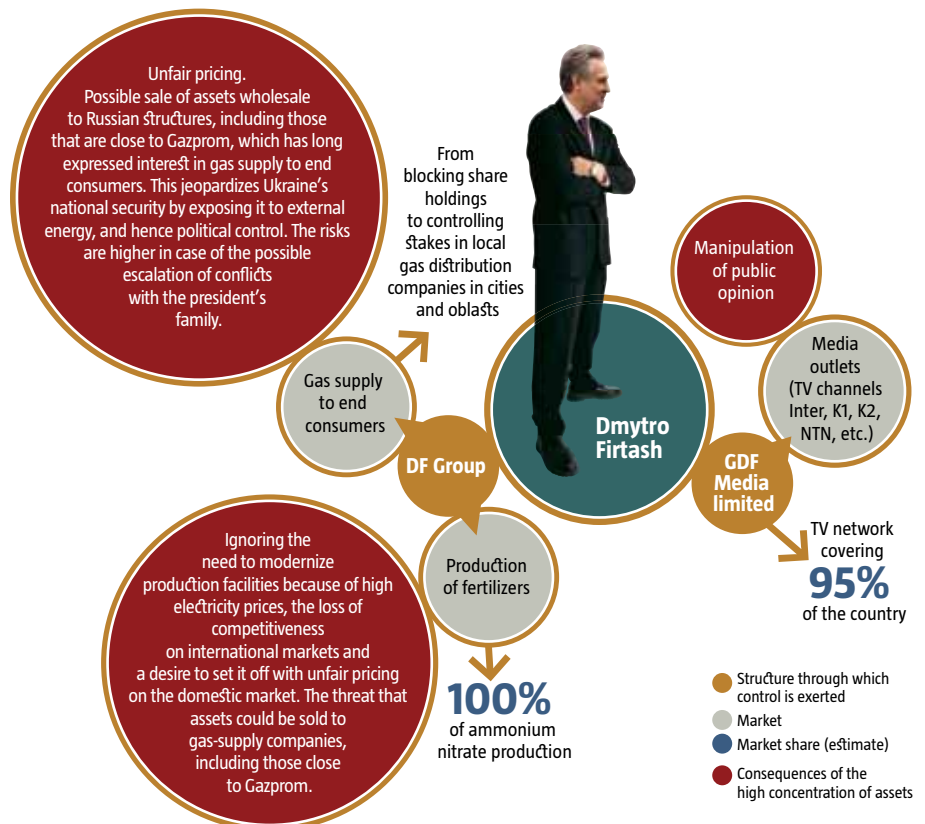 Unfair pricing.
Possible sale of assets wholesale
to Russian structures, including those
that are close to Gazprom, which has long
expressed interest in gas supply to end
consumers. This jeopardizes Ukraine's
national security by exposing it to external
energy, and hence political control. The risks
are higher in case of the possible
escalation of conflicts
with the president's
family.
From
blocking share
holdings
to controlling
stakes in local
gas distribution
companies in cities
and oblasts
Gas supply
to end
consumers
DF Group
Dmytro
Firtash
Manipulation
of public
opinion
Media
outlets
(TV channels
Inter, K1, K2,
NTN, etc.)
GDF
Media
limited
TV network
covering
95%
of the country
Production
of fertilizers
100%
of ammonium
nitrate production
Ignoring the
need to modernize
production facilities because of high
electricity prices, the loss of
competitiveness
on international markets and
a desire to set it off with unfair pricing
on the domestic market. The threat that
assets could be sold to
gas-supply companies,
including those close
to Gazprom.
Structure through which
control is exerted
Market
Market share (estimate)
Consequences of the
high concentration of assets